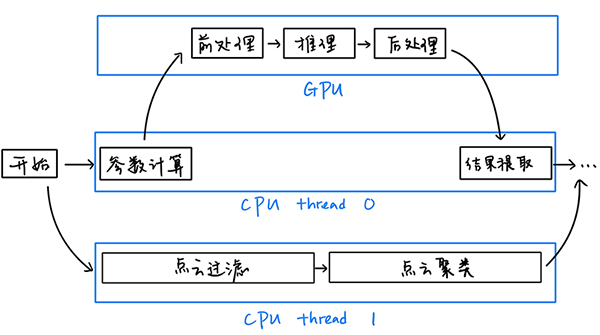 前处理
推理
后处理
GPU
开始
参数计算
结果提取
...
CPU thread 0
点云过滤
点云聚类
CPU thread 1